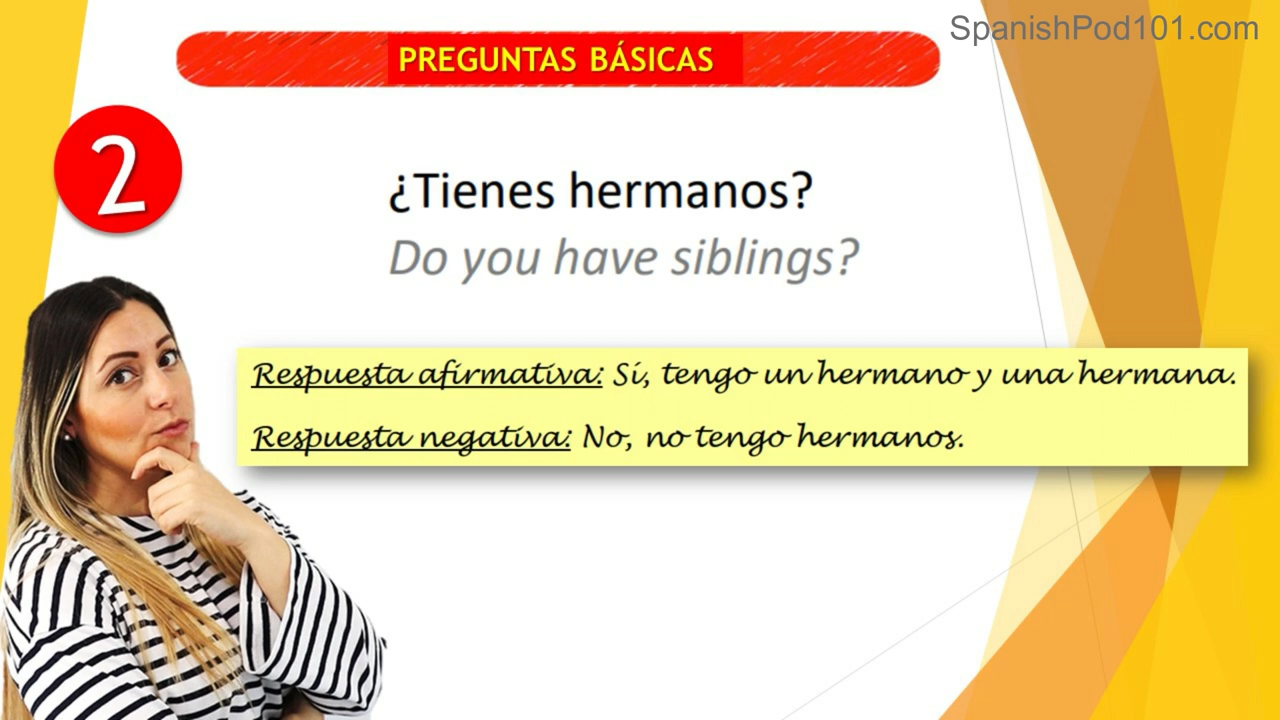 SpanishPod101.com
PREGUNTAS BÁSICAS
2
¿Tienes hermanos?
Do you have siblings?
Respuesta afirmativa: Sí, tengo un hermano y una hermana.
Respuesta negativa: No, no tengo hermanos.